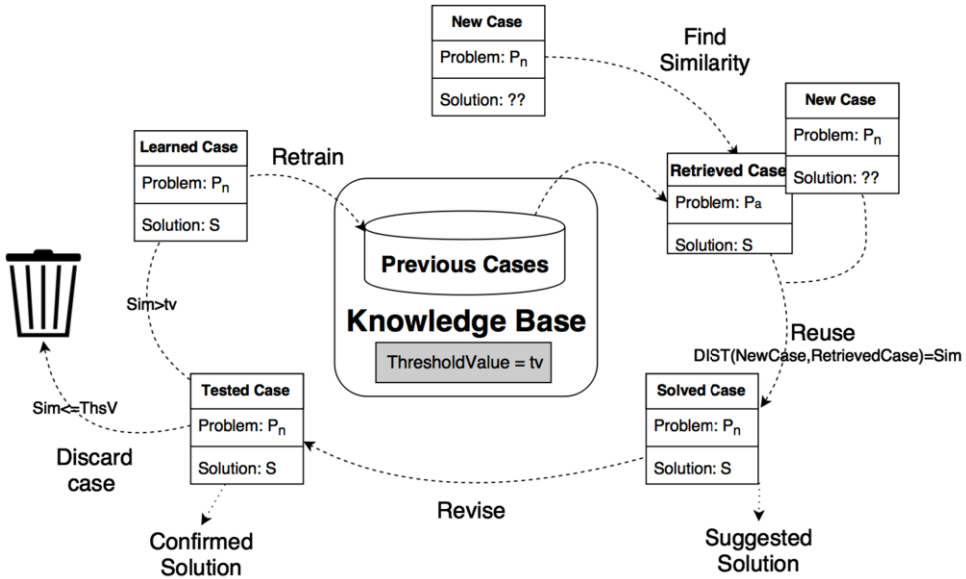 New Case
Problem: Pn
Solution: ??
Find
Similarity
New Case
Problem: Pn
Solution: ??
Retrieved Case
Problem: Pa
Solution: S
Learned Case
Problem: Pn
Solution: S
Retrain
Previous Cases
Knowledge Base
ThresholdValue = tv
Sim>tv
Reuse
DIST(NewCase,RetrievedCase)=Sim
Tested Case
Problem: Pn
Solution: S
Solved Case
Problem: Pn
Solution: S
Sim<=ThsV
Discard
case
Revise
Confirmed
Solution
Suggested
Solution